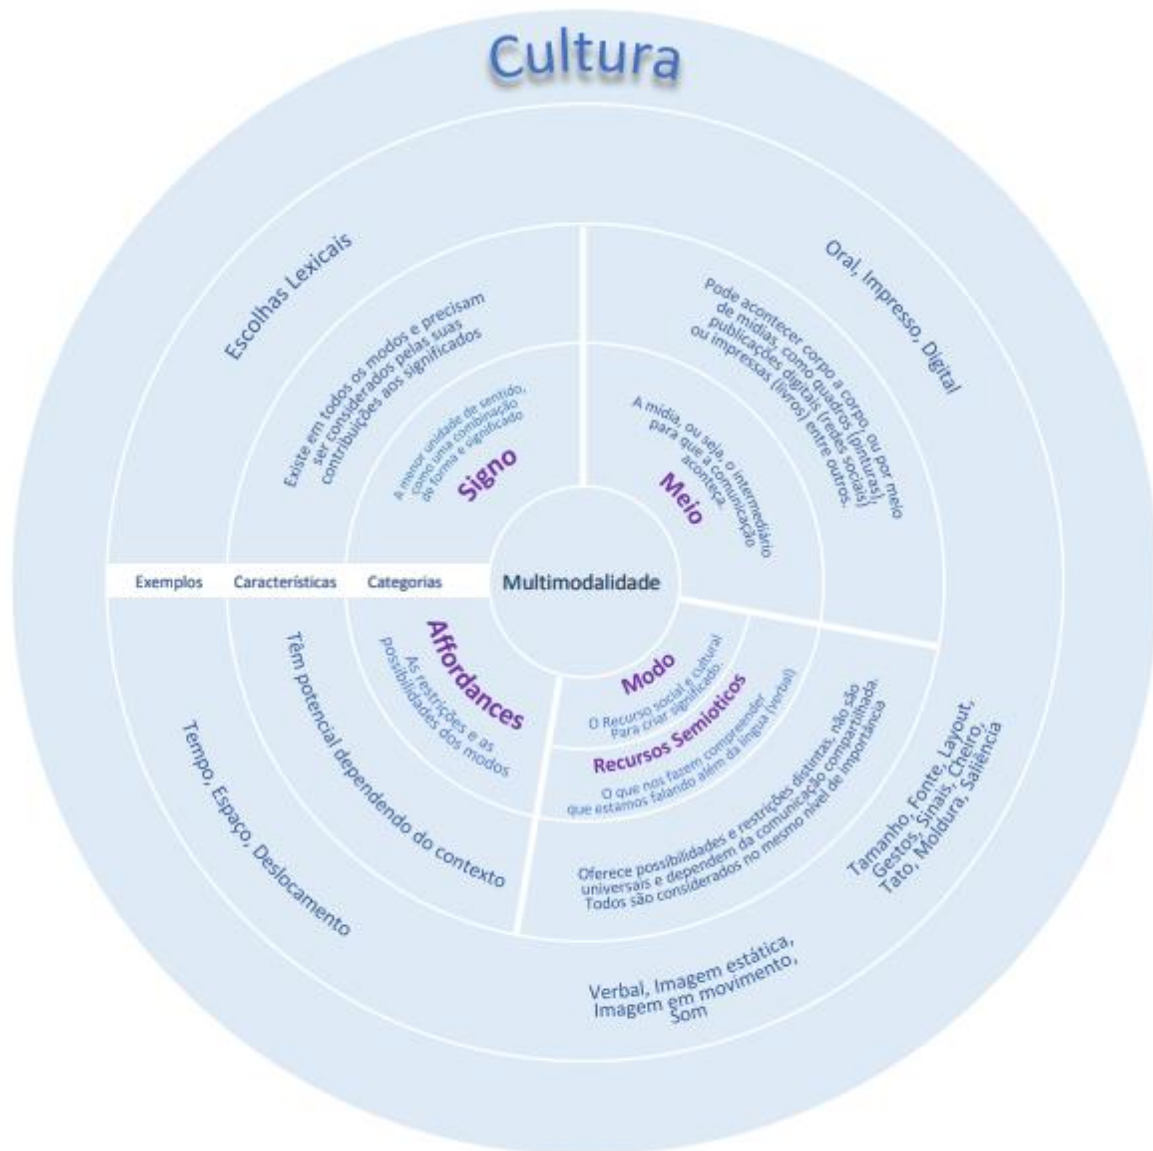 Cultura
Escolhas Lexicais
Existe em todos os modos e precisam
ser considerados pelas suas
contribuições aos significados
A menor unidade de sentido,
como uma combinação
de forma e significado
Signo
Oral, Impresso, Digital
Pode acontecer corpo a corpo, ou por meio
de mídias, como quadros (pinturas),
publicações digitais (redes sociais)
ou impressas (livros) entre outros.
A mídia, ou seja, o intermediário
para que a comunicação
aconteça.
Meio
Exemplos
Características
Categorias
Multimodalidade
Affordances
As restrições e as
possibilidades dos modos
Têm potencial dependendo do contexto
Tempo, Espaço, Deslocamento
Modo
O Recurso social e cultural
Para criar significado
Recursos Semioticos
O que nos fazem compreender
que estamos falando além da língua (verbal)
Oferece possibilidades e restrições distintas, não são
universais e dependem da comunicação compartilhada.
Todos são considerados no mesmo nível de importância
Tamanho, Fonte, Layout,
Gestos, Sinais, Cheiro,
Tato, Moldura, Saliência
Verbal, Imagem estática,
Imagem em movimento,
Som